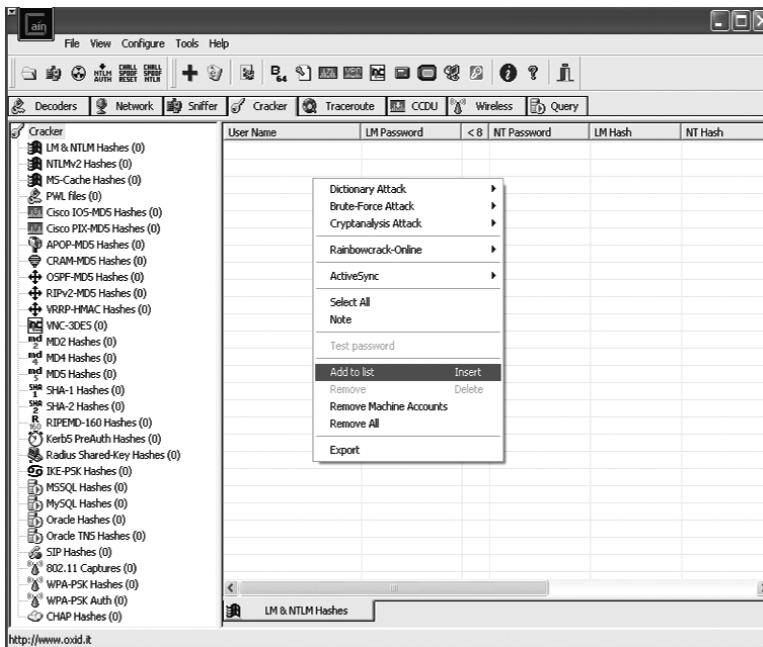 ain
File View Configure Tools Help
NTLM AUTH
CHALL SPOOF RESET
CHALL SPOOF NTLM
B 64
Decoders Network Sniffer Cracker Traceroute CCDU Wireless Query
Cracker
LM & NTLM Hashes (0)
NTLMv2 Hashes (0)
MS-Cache Hashes (0)
PWL files (0)
Cisco IOS-MD5 Hashes (0)
Cisco PIX-MD5 Hashes (0)
APOP-MD5 Hashes (0)
CRAM-MD5 Hashes (0)
OSPF-MD5 Hashes (0)
RIPv2-MD5 Hashes (0)
VRRP-HMAC Hashes (0)
VNC-3DES (0)
MD2 Hashes (0)
MD4 Hashes (0)
MD5 Hashes (0)
SHA-1 Hashes (0)
SHA-2 Hashes (0)
RIPEMD-160 Hashes (0)
Kerb5 PreAuth Hashes (0)
Radius Shared-Key Hashes (0)
IKE-PSK Hashes (0)
MSSQL Hashes (0)
MySQL Hashes (0)
Oracle Hashes (0)
Oracle TNS Hashes (0)
SIP Hashes (0)
802.11 Captures (0)
WPA-PSK Hashes (0)
WPA-PSK Auth (0)
CHAP Hashes (0)
User Name LM Password < 8 NT Password LM Hash NT Hash
Dictionary Attack
Brute-Force Attack
Cryptanalysis Attack
Rainbowcrack-Online
ActiveSync
Select All
Note
Test password
Add to list Insert
Remove Delete
Remove Machine Accounts
Remove All
Export
LM & NTLM Hashes
http://www.oxid.it